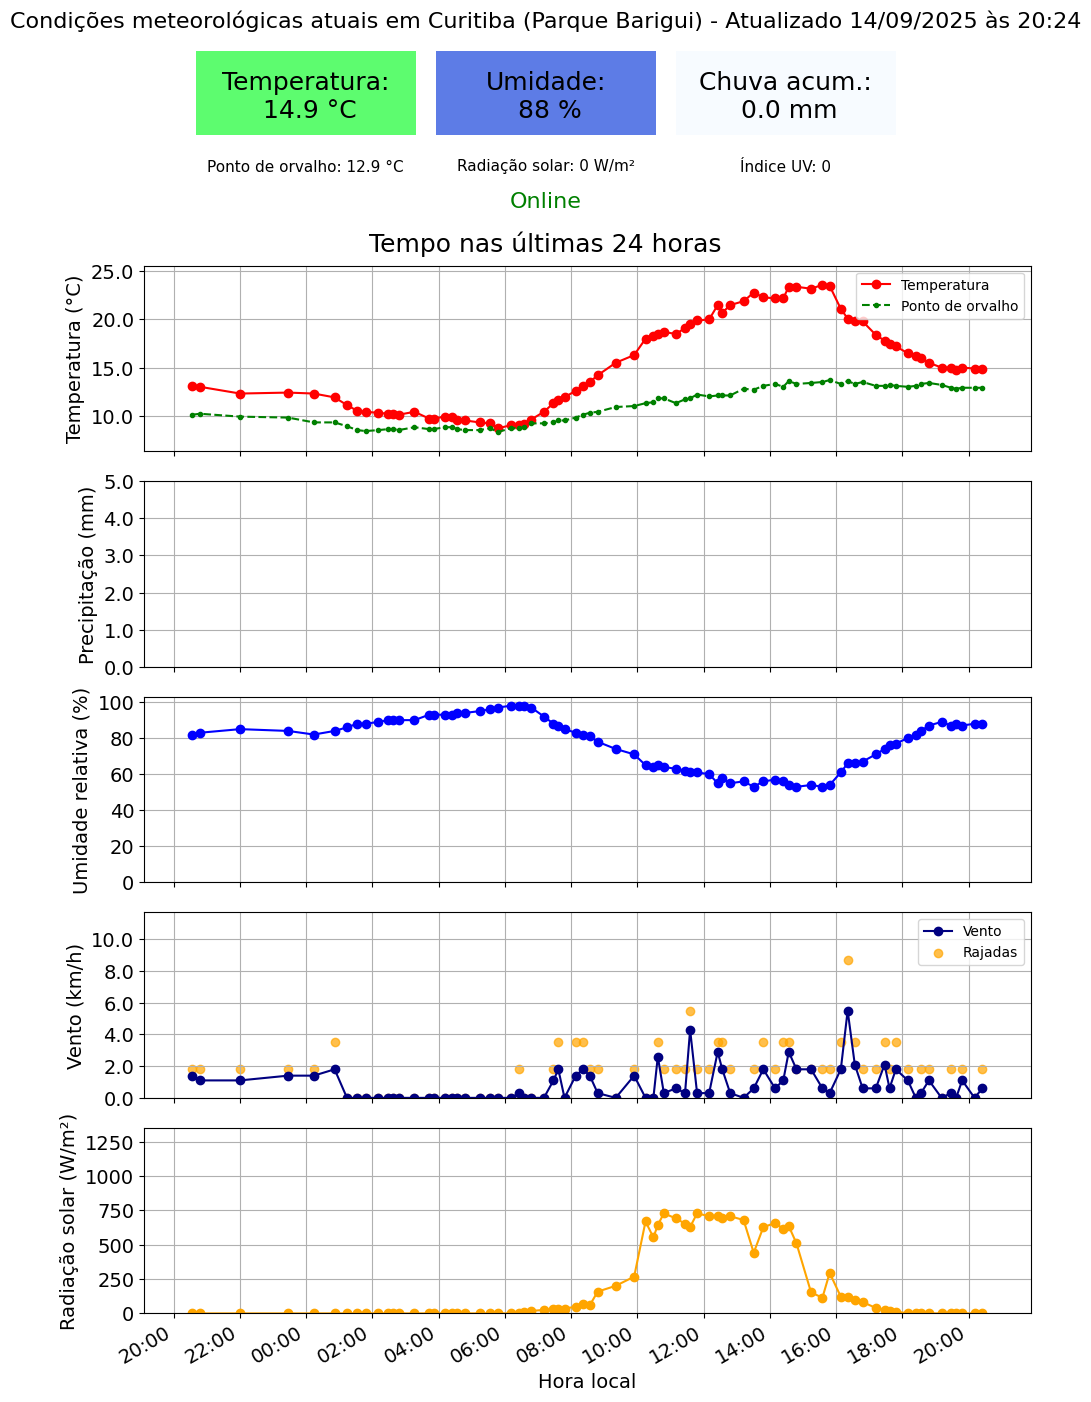 Condições meteorológicas atuais em Curitiba (Parque Barigui) - Atualizado 14/09/2025 às 20:24
Temperatura:
14.9 °C
Umidade:
88 %
Chuva acum.:
0.0 mm
Ponto de orvalho: 12.9 °C
Radiação solar: 0 W/m²
Índice UV: 0
Online
Tempo nas últimas 24 horas
Temperatura (°C)
25.0
20.0
15.0
10.0
Temperatura
Ponto de orvalho
Precipitação (mm)
5.0
4.0
3.0
2.0
1.0
0.0
Umidade relativa (%)
100
80
60
40
20
0
Vento (km/h)
10.0
8.0
6.0
4.0
2.0
0.0
Vento
Rajadas
Radiação solar (W/m²)
1250
1000
750
500
250
0
20:00
22:00
00:00
02:00
04:00
06:00
08:00
10:00
12:00
14:00
16:00
18:00
20:00
Hora local